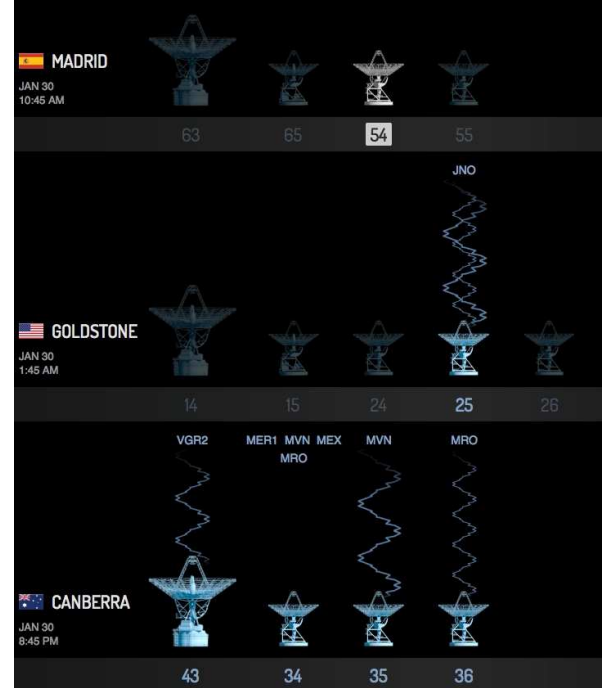 MADRID
JAN 30
10:45 AM
63 65 54 55
JNO
GOLDSTONE
JAN 30
1:45 AM
14 15 24 25 26
VGR2 MER1 MVN MEX MVN MRO
MRO
CANBERRA
JAN 30
8:45 PM
43 34 35 36